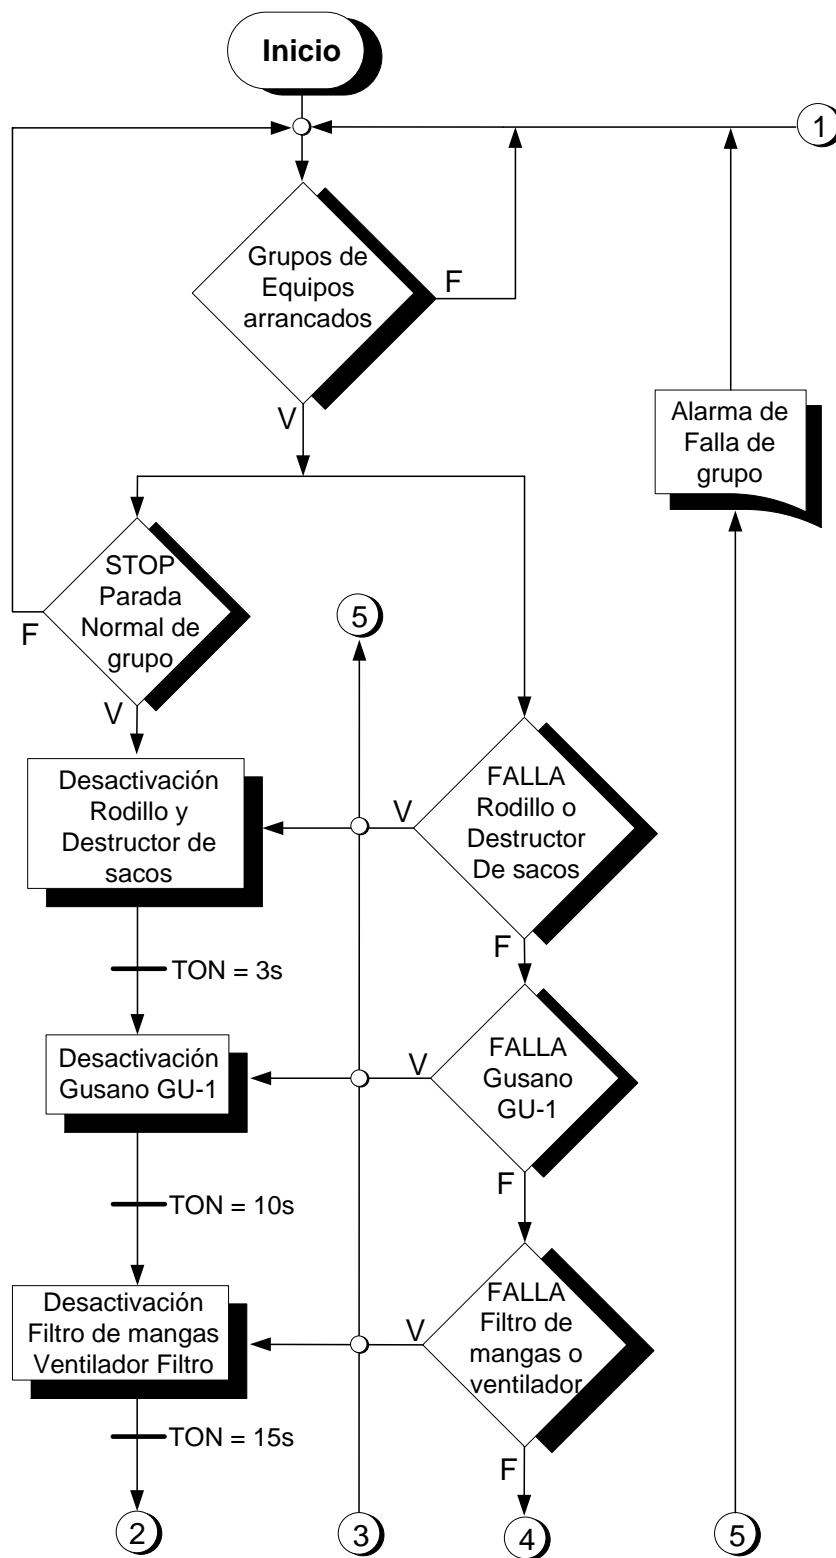 Inicio
1
Grupos de
Equipos
arrancados
F
V
Alarma de
Falla de
grupo
STOP
Parada
Normal de
grupo
F
V
5
Desactivación
Rodillo y
Destructor de
sacos
V
FALLA
Rodillo o
Destructor
De sacos
F
TON = 3s
Desactivación
Gusano GU-1
V
FALLA
Gusano
GU-1
F
TON = 10s
Desactivación
Filtro de mangas
Ventilador Filtro
V
FALLA
Filtro de
mangas o
ventilador
F
TON = 15s
2
3
4
5